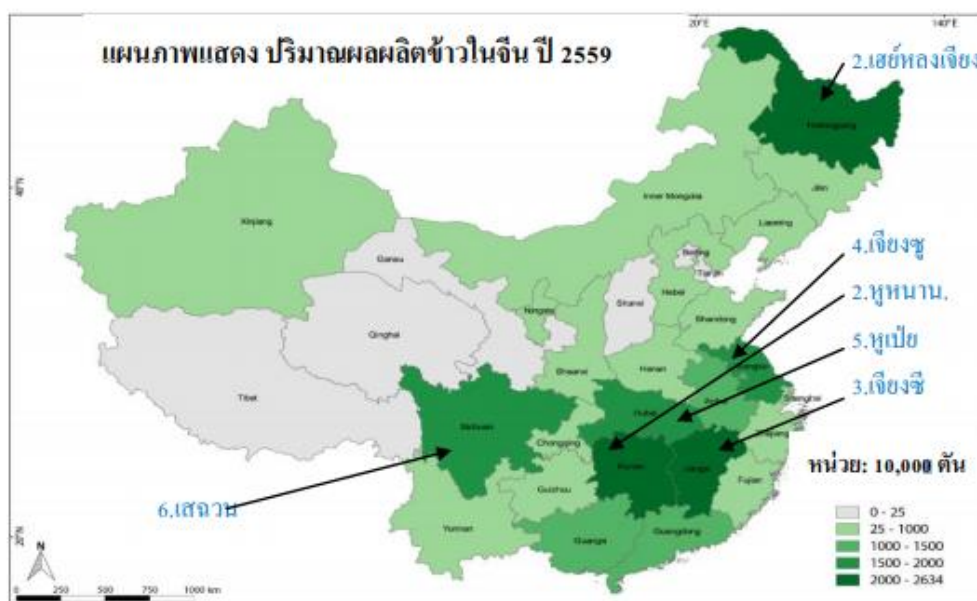 20°E
140°E
แผนภาพแสดง ปริมาณผลผลิตข้าวในจีน ปี 2559
2.เฮย์หลงเจียง
40°N
Jilin
Inner Mongolia
Liaoning
Xinjiang
4.เจียงซู
Gansu
Beijing
Tianjin
Hebei
2.หูหนาน.
Shanxi
Ningxia
Shandong
Qinghai
5.หูเป่ย
Shaanxi
Henan
Shanghai
3.เจียงซี
Tibet
Sichuan
Hubei
Chongqing
หน่วย: 10,000 ตัน
Hunan
Jiangxi
Guizhou
Fujian
6.เสฉวน
0 - 25
Yunnan
Guangdong
25 - 1000
20°N
1000 - 1500
N
1500 - 2000
2000 - 2634
0 250 500 750 1000 km